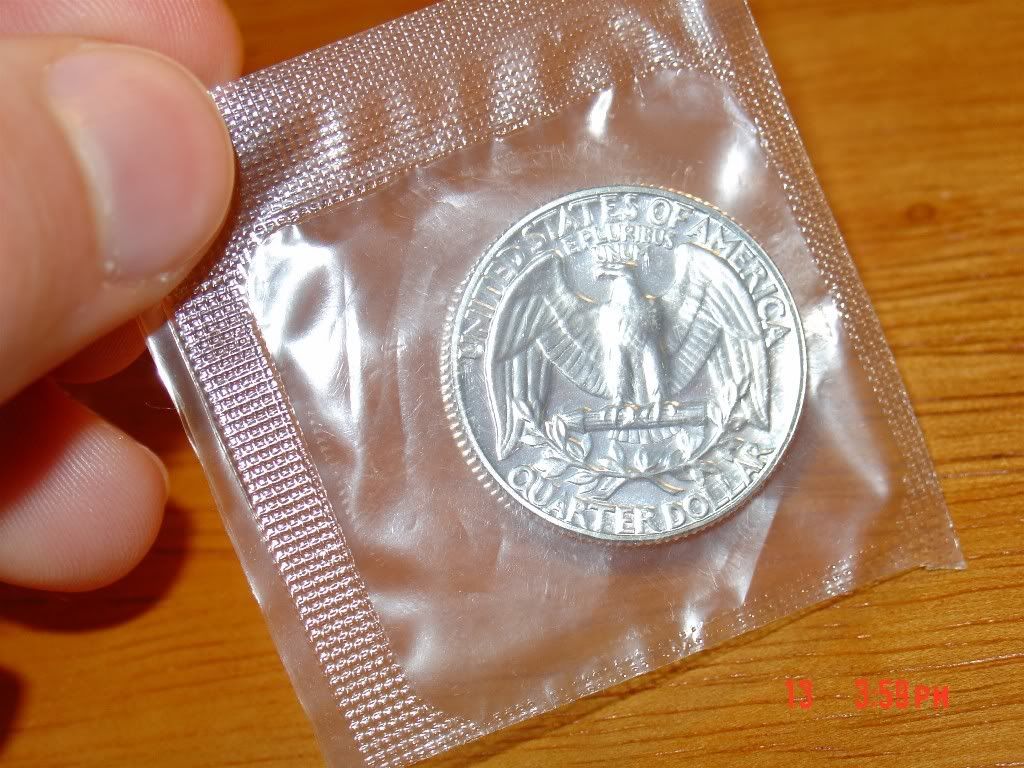 UNITED STATES OF AMERICA
E PLURIBUS
UNUM
QUARTER DOLLAR
13 3:59 PM